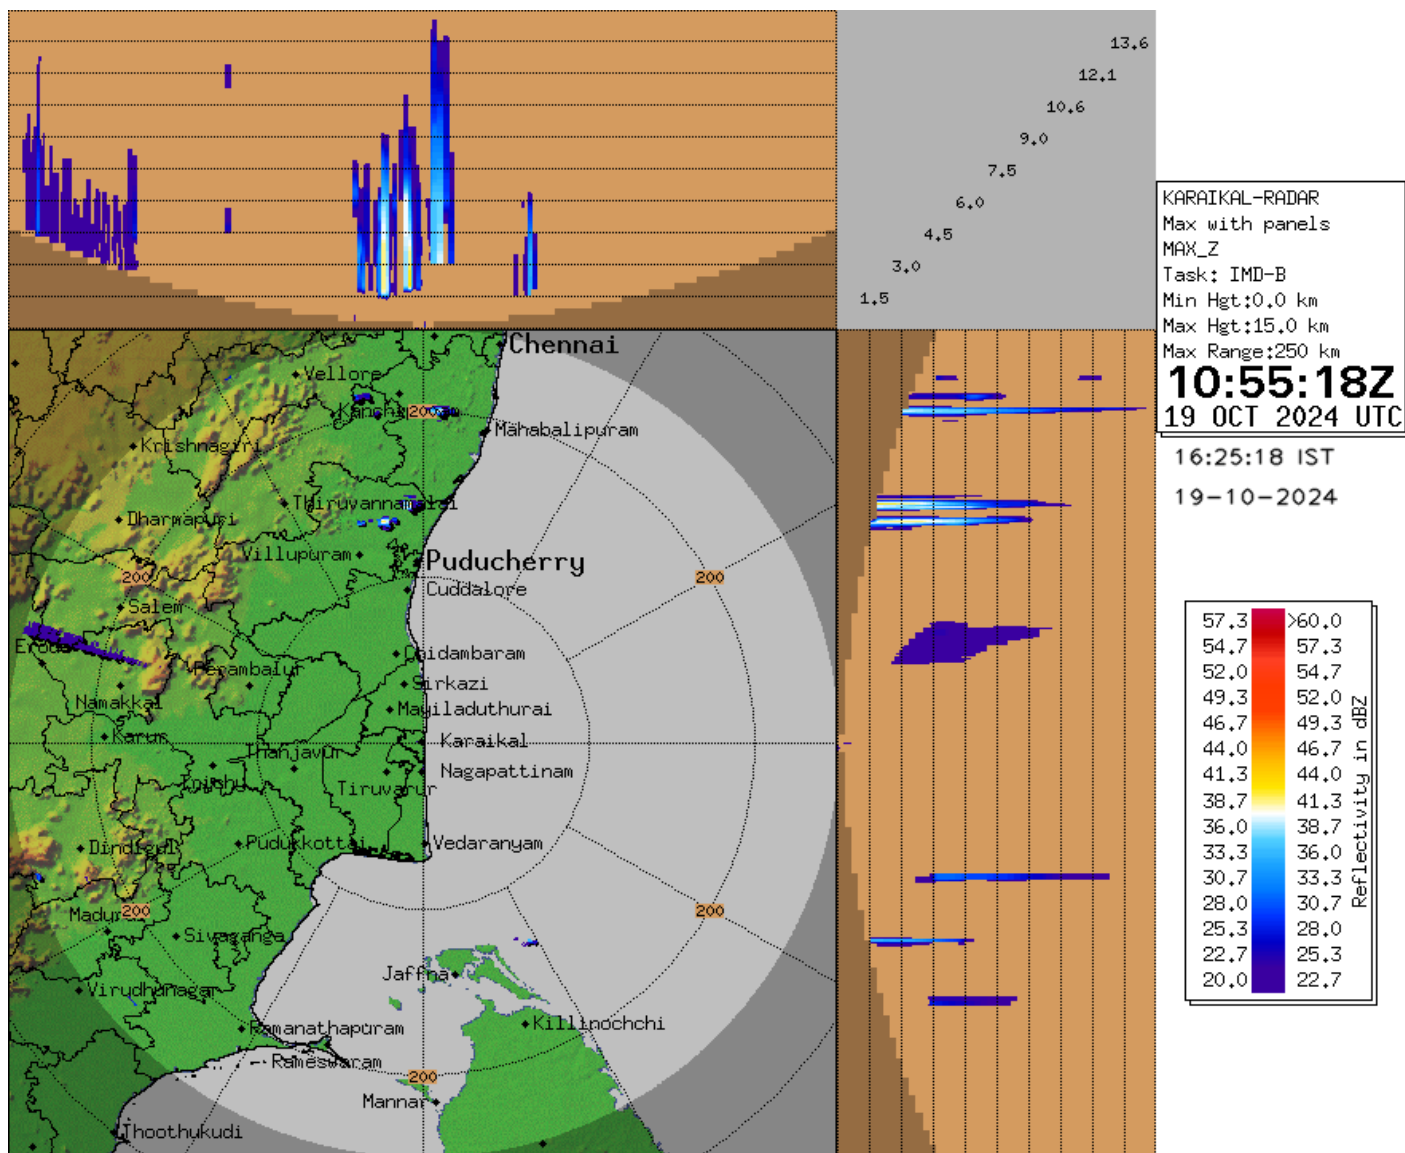 13.6
12.1
10.6
9.0
7.5
6.0
4.5
3.0
1.5
KARAIKAL-RADAR
Max with panels
MAX_Z
Task: IMD-B
Min Hgt:0.0 km
Max Hgt:15.0 km
Max Range:250 km
10:55:18Z
19 OCT 2024 UTC
16:25:18 IST
19-10-2024
Chennai
Vellore
200
Mahabalipuram
Krishnagiri
Thiruvannamalai
Dharmapuri
Villupuram
Puducherry
200
200
Cuddalore
Salem
Erode
Chidambaram
Perambalur
Sirkazi
Namakkal
Mayiladuthurai
Karur
Karaikal
Thanjavur
Nagapattinam
Tiruvarur
Dindigul
Pudukkottai
Vedaranyam
200
200
Sivaganga
Jaffna
Virudhunagar
Ramanathapuram
Killinochchi
Rameswaram
200
Mannar
Thoothukudi
57.3 >60.0
54.7 57.3
52.0 54.7
49.3 52.0
46.7 49.3
44.0 46.7
41.3 44.0
38.7 41.3
36.0 38.7
33.3 36.0
30.7 33.3
28.0 30.7
25.3 28.0
22.7 25.3
20.0 22.7
Reflectivity in dBZ